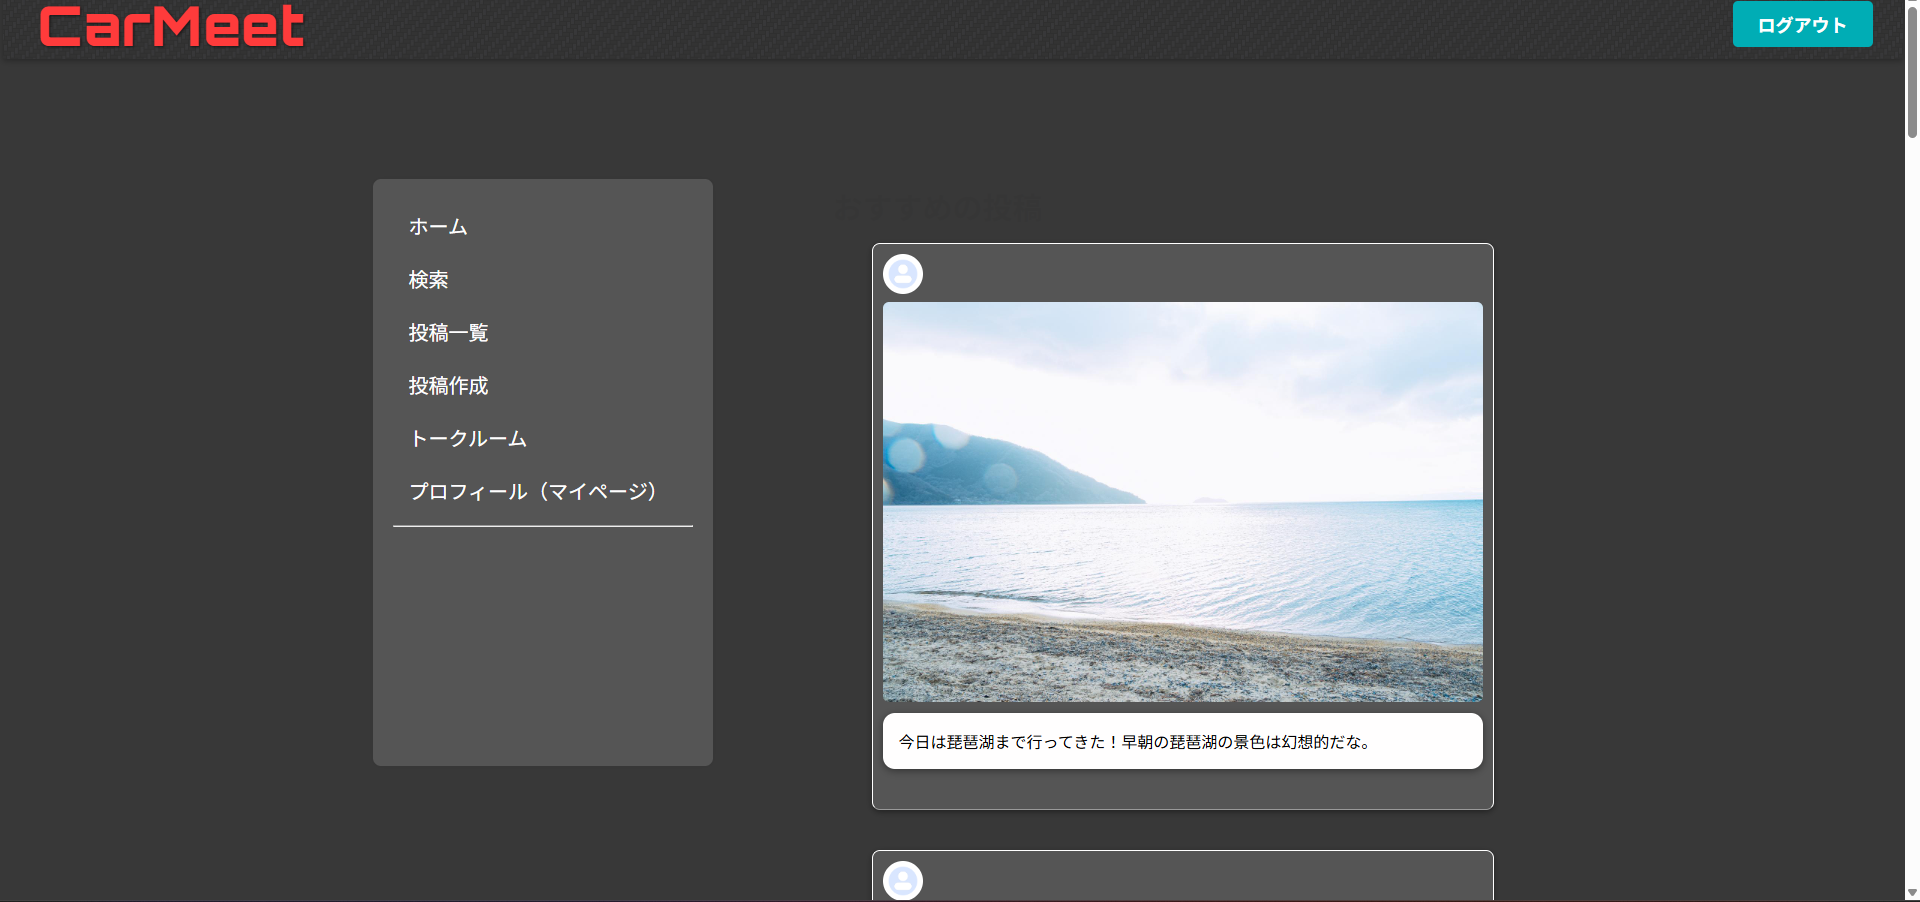 CarMeet
ログアウト
ホーム
検索
投稿一覧
投稿作成
トークルーム
プロフィール（マイページ）
おすすめの投稿
今日は琵琶湖まで行ってきた！早朝の琵琶湖の景色は幻想的だな。